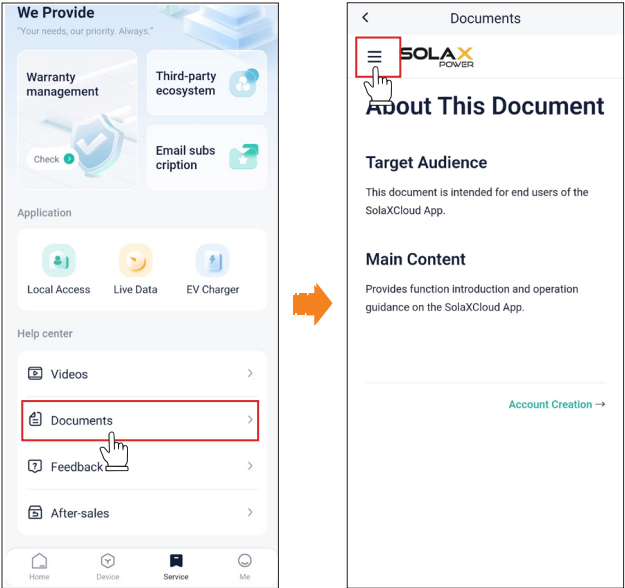 We Provide
"Your needs, our priority. Always."
Warranty
management
Check
Third-party
ecosystem
Email subs
cription
Application
Local Access
Live Data
EV Charger
Help center
Videos
Documents
Feedback
After-sales
Home
Device
Service
Me
Documents
SOLAX
POWER
About This Document
Target Audience
This document is intended for end users of the
SolaXCloud App.
Main Content
Provides function introduction and operation
guidance on the SolaXCloud App.
Account Creation →